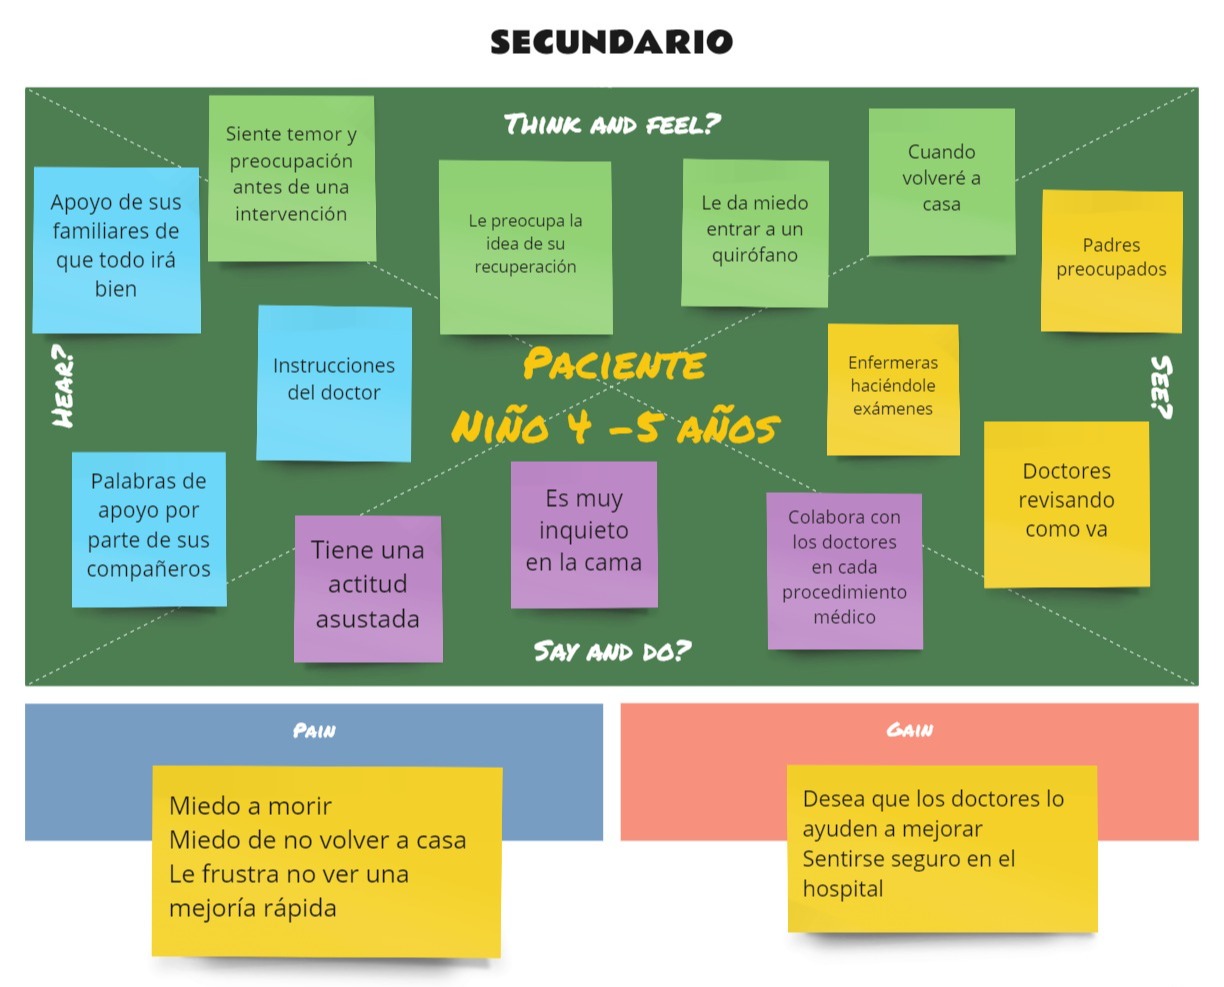 SECUNDARIO
THINK AND FEEL?
Siente temor y
preocupación
antes de una
intervención
Le preocupa la
idea de su
recuperación
Le da miedo
entrar a un
quirófano
Cuando
volveré a
casa
HEAR?
Apoyo de sus
familiares de
que todo irá
bien
Instrucciones
del doctor
Palabras de
apoyo por
parte de sus
compañeros
PACIENTE
NIÑO 4 -5 AÑOS
SEE?
Padres
preocupados
Enfermeras
haciéndole
exámenes
Doctores
revisando
como va
Tiene una
actitud
asustada
Es muy
inquieto
en la cama
Colabora con
los doctores
en cada
procedimiento
médico
SAY AND DO?
PAIN
Miedo a morir
Miedo de no volver a casa
Le frustra no ver una
mejoría rápida
GAIN
Desea que los doctores lo
ayuden a mejorar
Sentirse seguro en el
hospital